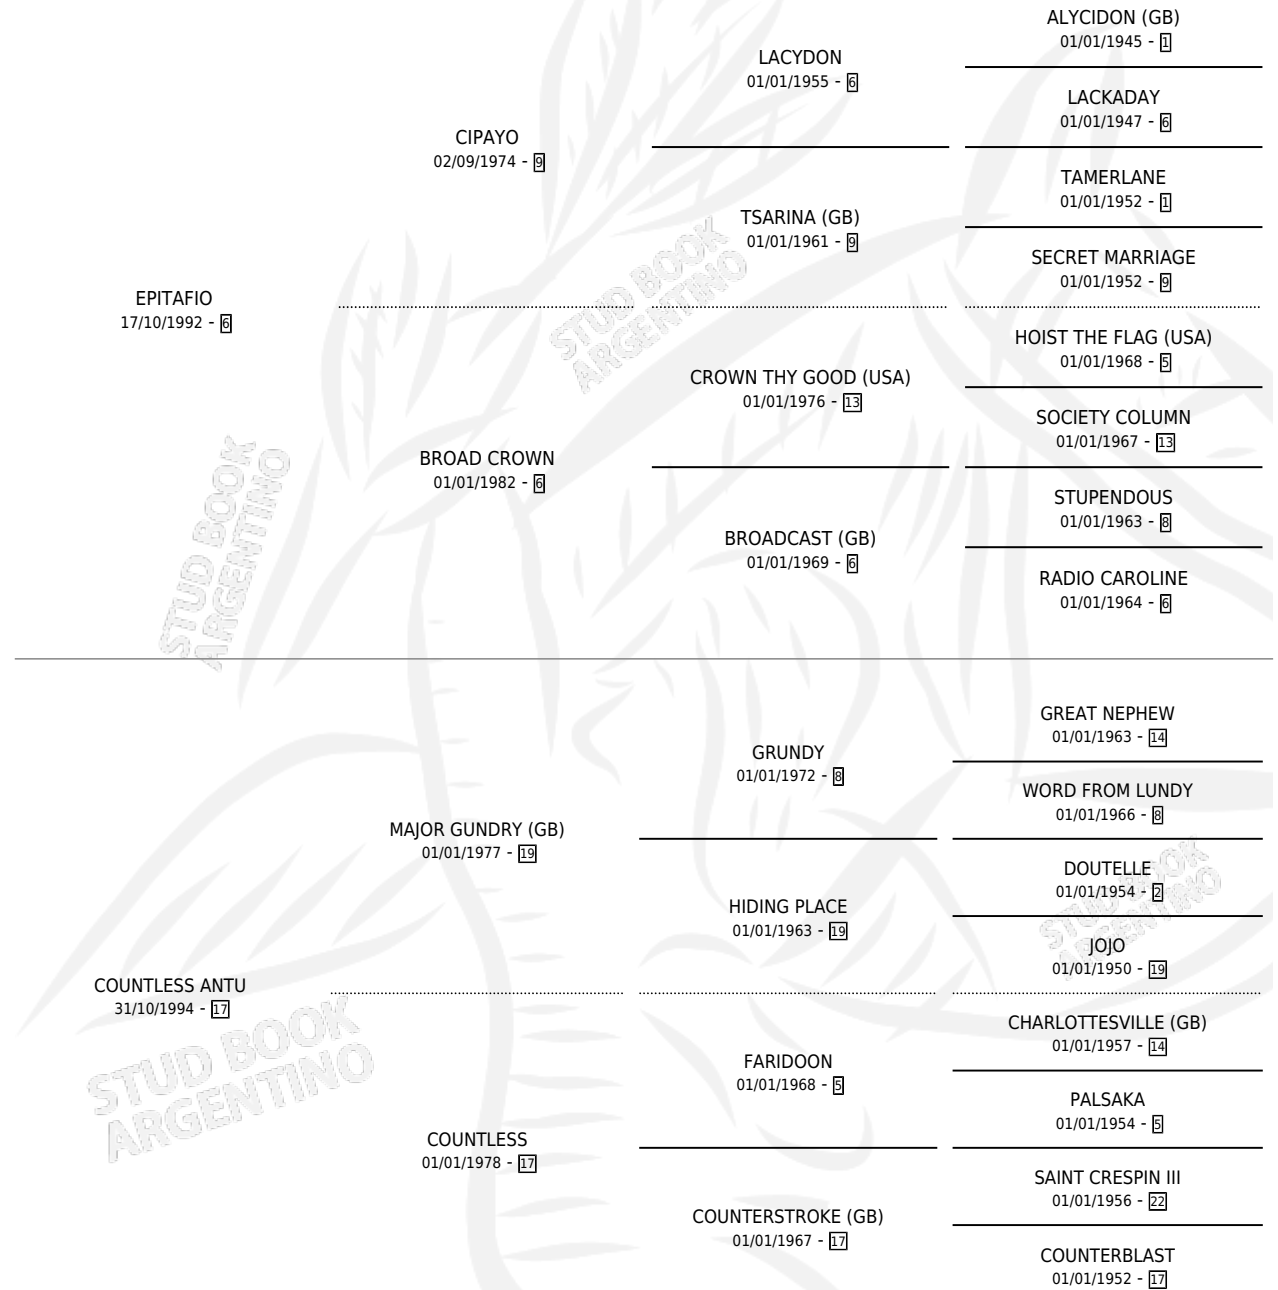 ALYCIDON (GB)
01/01/1945 - 1
LACYDON
01/01/1955 - 6
LACKADAY
01/01/1947 - 6
CIPAYO
02/09/1974 - 9
TAMERLANE
01/01/1952 - 1
TSARINA (GB)
01/01/1961 - 9
SECRET MARRIAGE
01/01/1952 - 9
EPITAFIO
17/10/1992 - 6
HOIST THE FLAG (USA)
01/01/1968 - 5
CROWN THY GOOD (USA)
01/01/1976 - 13
SOCIETY COLUMN
01/01/1967 - 13
BROAD CROWN
01/01/1982 - 6
STUPENDOUS
01/01/1963 - 8
BROADCAST (GB)
01/01/1969 - 6
RADIO CAROLINE
01/01/1964 - 6
STUD BOOK
ARGENTINO
STUD BOOK
ARGENTINO
GREAT NEPHEW
01/01/1963 - 14
GRUNDY
01/01/1972 - 8
WORD FROM LUNDY
01/01/1966 - 8
MAJOR GUNDRY (GB)
01/01/1977 - 19
DOUTELLE
01/01/1954 - 2
HIDING PLACE
01/01/1963 - 19
JOJO
01/01/1950 - 19
STUD BOOK
ARGENTINO
COUNTLESS ANTU
31/10/1994 - 17
CHARLOTTESVILLE (GB)
01/01/1957 - 14
FARIDOON
01/01/1968 - 5
PALSAKA
01/01/1954 - 5
STUD BOOK
ARGENTINO
COUNTLESS
01/01/1978 - 17
SAINT CRESPIN III
01/01/1956 - 22
COUNTERSTROKE (GB)
01/01/1967 - 17
COUNTERBLAST
01/01/1952 - 17